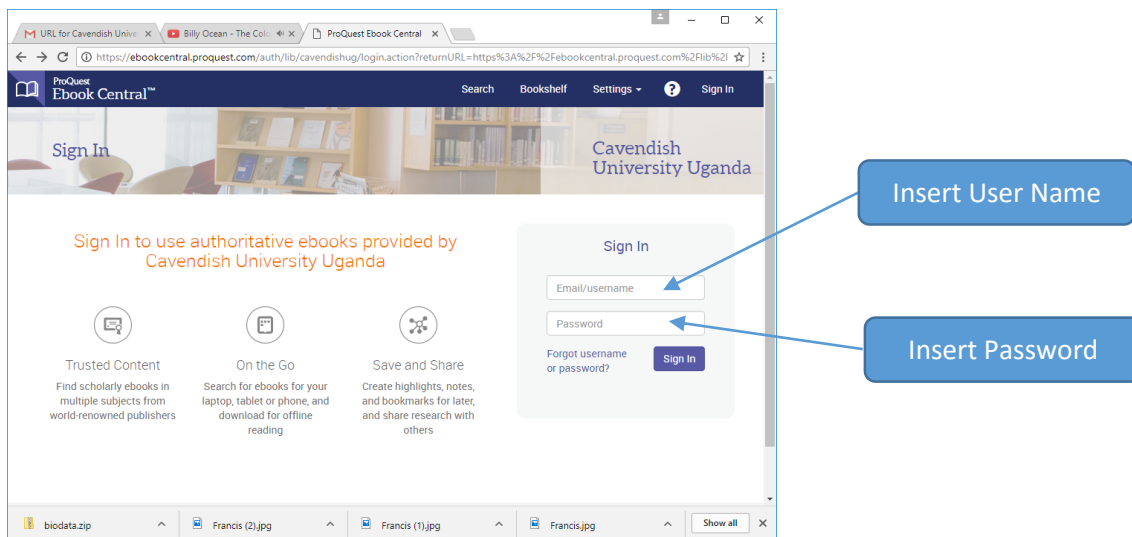 URL for Cavendish Unive
Billy Ocean - The Colo
ProQuest Ebook Central
https://ebookcentral.proquest.com/auth/lib/cavendishug/login.action?returnURL=https%3A%2F%2Febookcentral.proquest.com%2Flib%2
ProQuest
Ebook Central™
Search Bookshelf Settings ? Sign In
Sign In
Cavendish
University Uganda
Insert User Name
Sign In to use authoritative ebooks provided by
Cavendish University Uganda
Sign In
Email/username
Password
Forgot username
or password?
Sign In
Insert Password
Trusted Content
Find scholarly ebooks in
multiple subjects from
world-renowned publishers
On the Go
Search for ebooks for your
laptop, tablet or phone, and
download for offline
reading
Save and Share
Create highlights, notes,
and bookmarks for later,
and share research with
others
biodata.zip
Francis (2).jpg
Francis (1).jpg
Francis.jpg
Show all